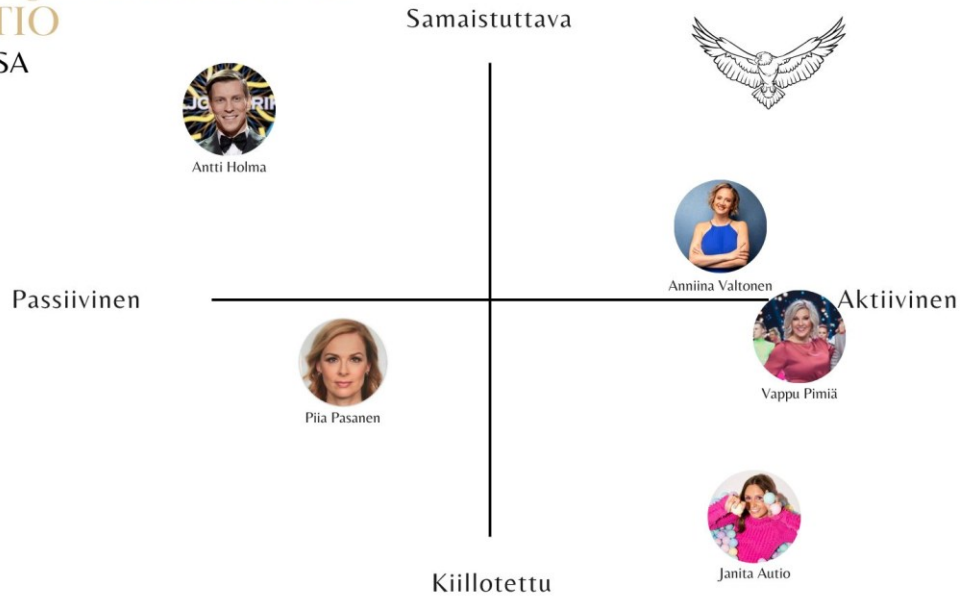 TIO
SA
Samaistuttava
Antti Holma
Anniina Valtonen
Passiivinen
Aktiivinen
Piia Pasanen
Vappu Pimiä
Janita Autio
Kiillotettu